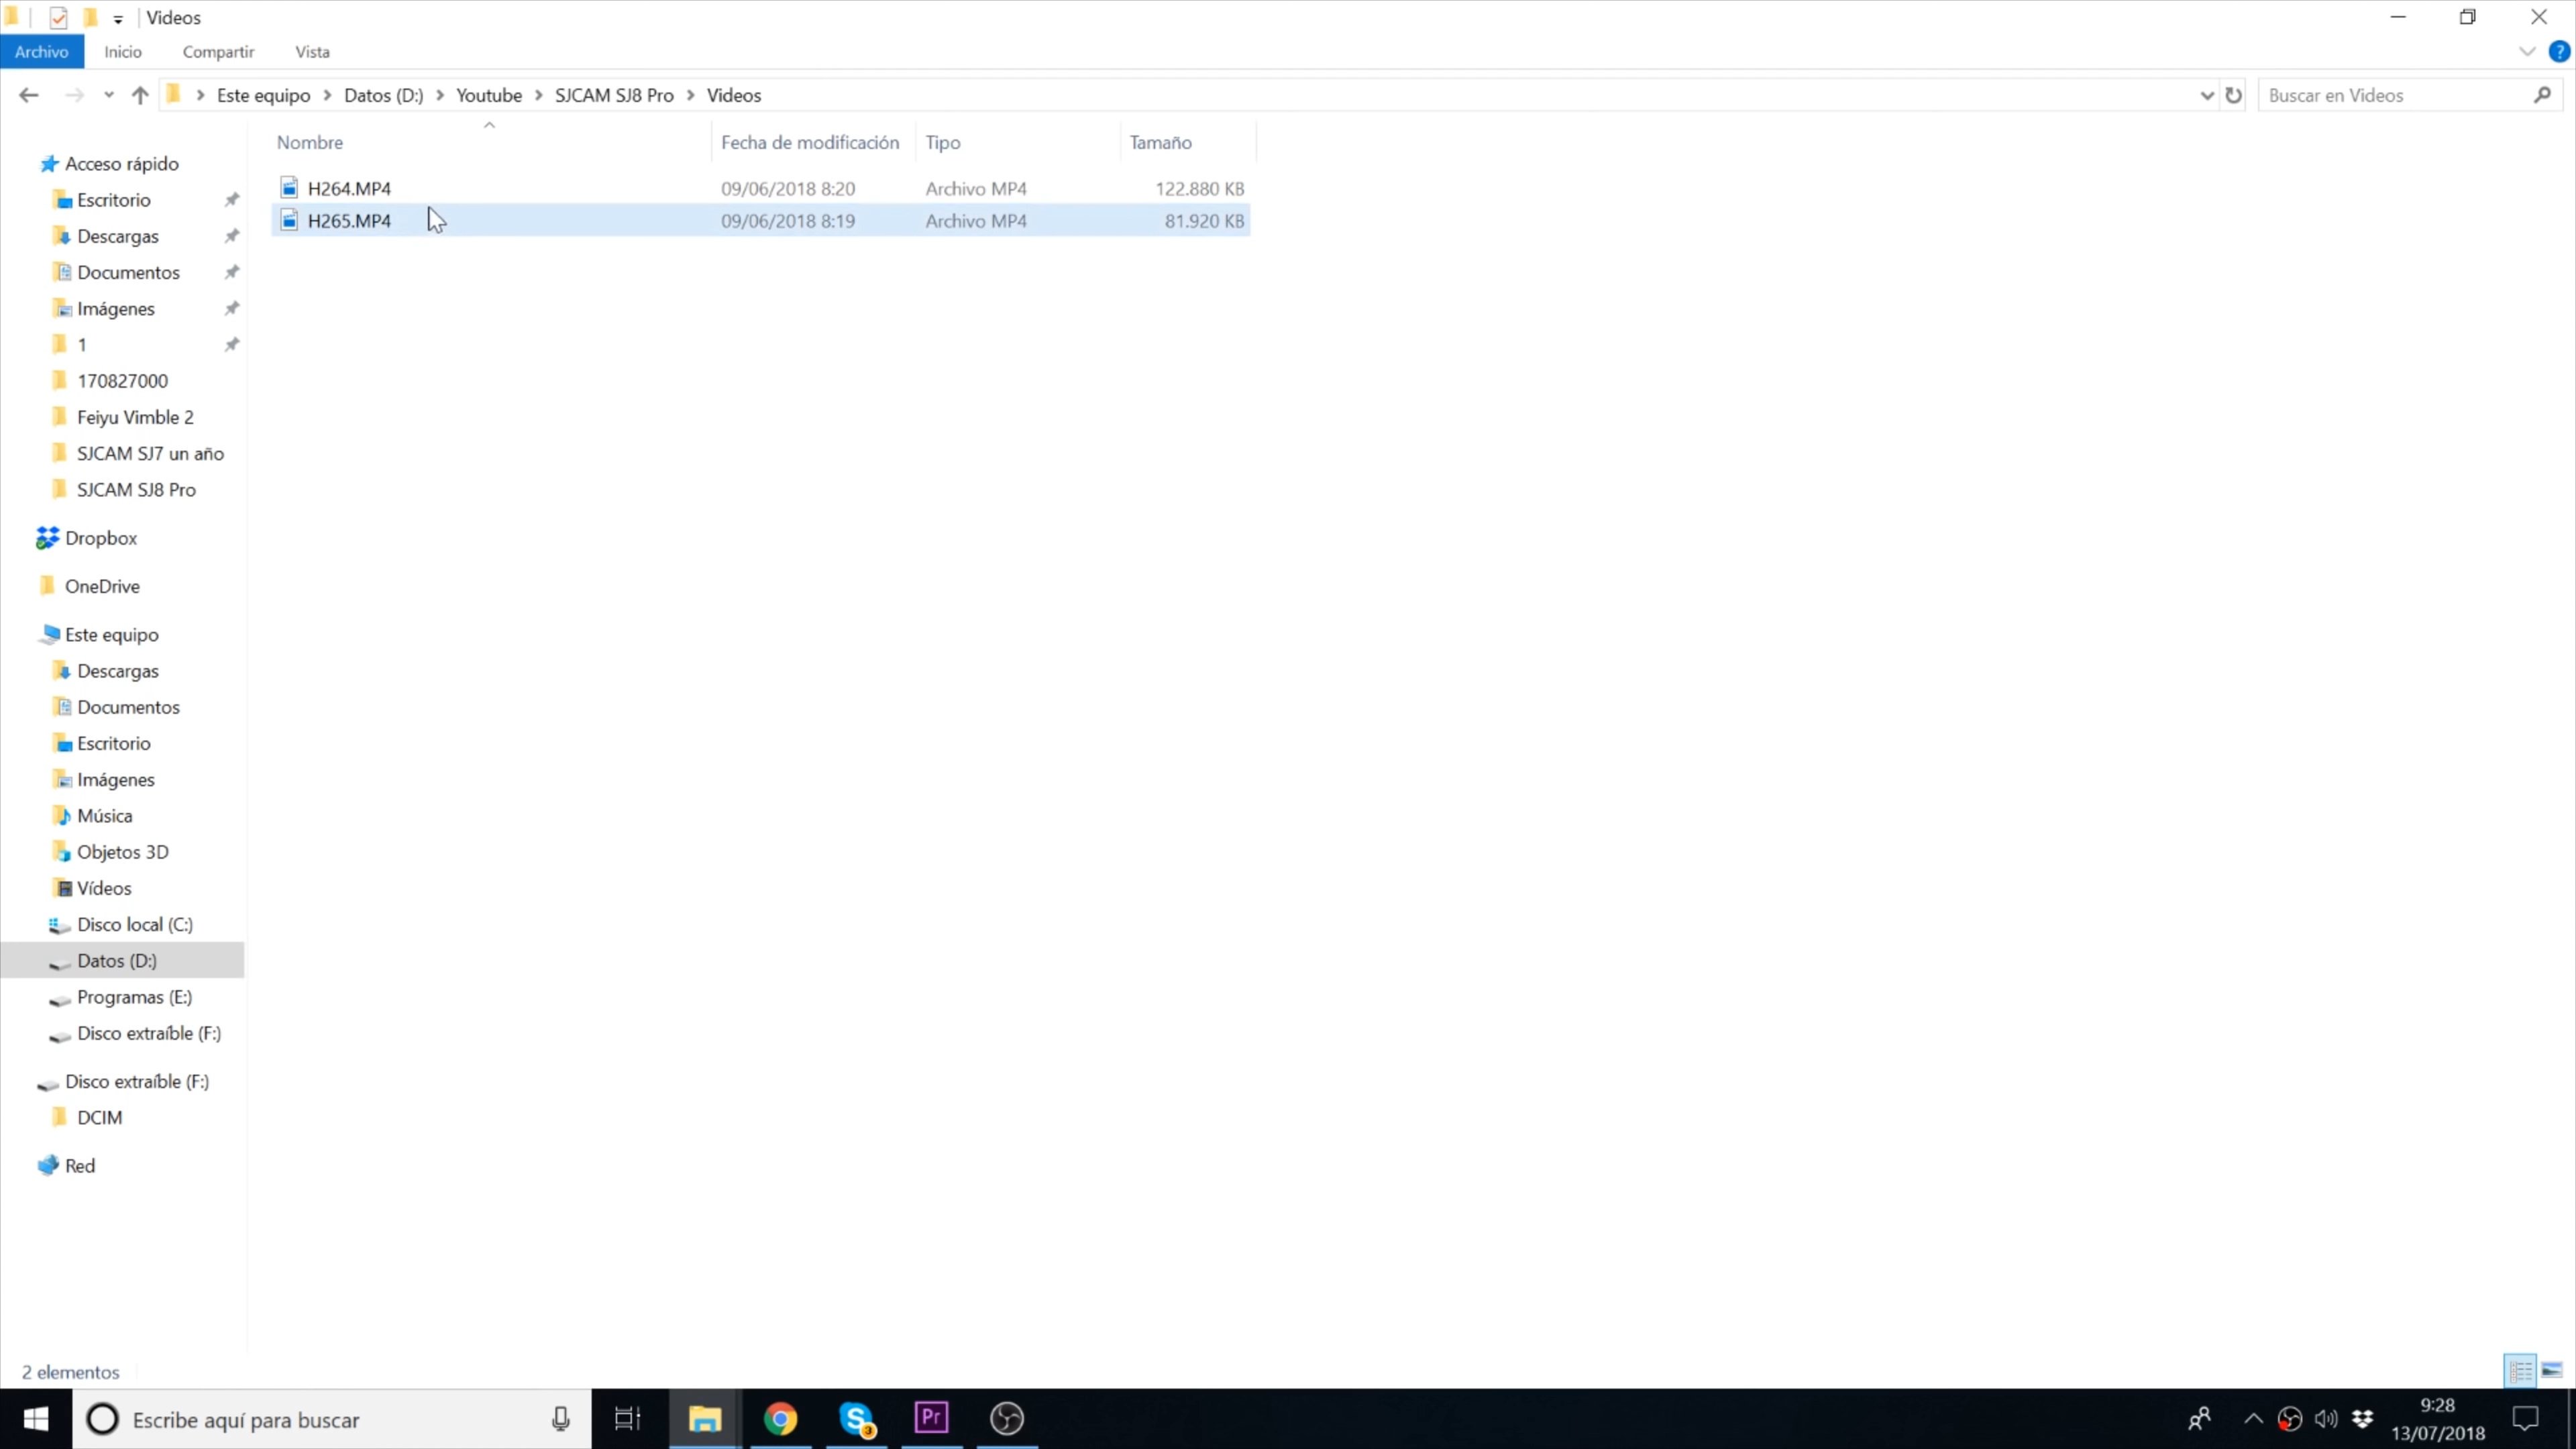 Videos
Archivo Inicio Compartir Vista
Este equipo Datos (D:) Youtube SJCAM SJ8 Pro Videos
Buscar en Videos
Nombre Fecha de modificación Tipo Tamaño
H264.MP4 09/06/2018 8:20 Archivo MP4 122.880 KB
H265.MP4 09/06/2018 8:19 Archivo MP4 81.920 KB
Acceso rápido
Escritorio
Descargas
Documentos
Imágenes
1
170827000
Feiyu Vimble 2
SJCAM SJ7 un año
SJCAM SJ8 Pro
Dropbox
OneDrive
Este equipo
Descargas
Documentos
Escritorio
Imágenes
Música
Objetos 3D
Vídeos
Disco local (C:)
Datos (D:)
Programas (E:)
Disco extraíble (F:)
Disco extraíble (F:)
DCIM
Red
2 elementos
Escribe aquí para buscar
S
3
Pr
9:28
13/07/2018